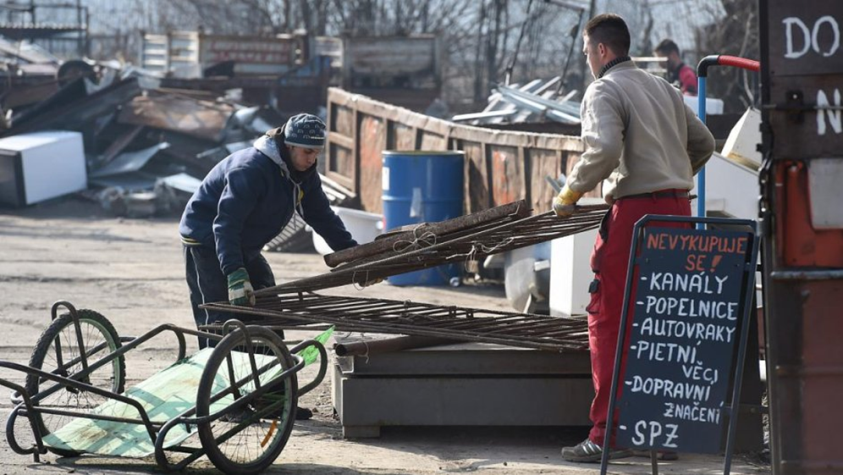 DO
N
NEVYKUPUJE
SE!
-KANÁLY
-POPELNICE
-AUTOVRAKY
-PIETNÍ
VĚCI
-DOPRAVNÍ
ZNAČENÍ
-SPZ